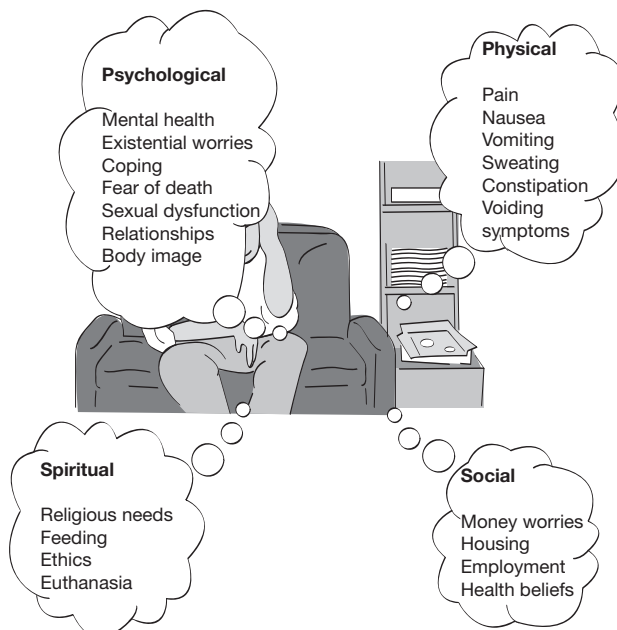 Psychological
Mental health
Existential worries
Coping
Fear of death
Sexual dysfunction
Relationships
Body image
Physical
Pain
Nausea
Vomiting
Sweating
Constipation
Voiding
symptoms
Spiritual
Religious needs
Feeding
Ethics
Euthanasia
Social
Money worries
Housing
Employment
Health beliefs